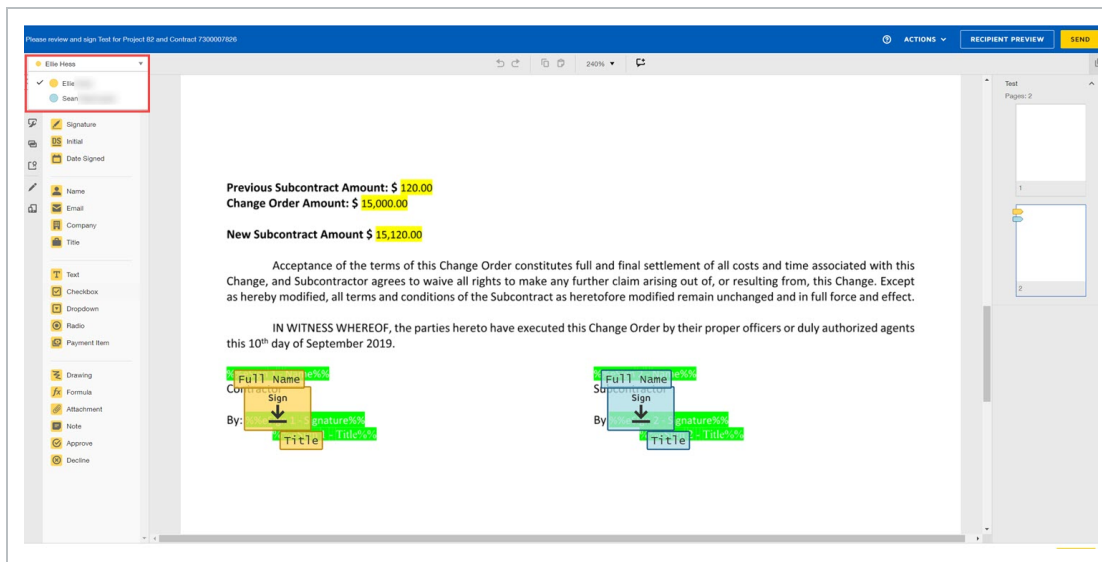 Please review and sign Test for Project 82 and Contract 7300007826
ACTIONS
RECIPIENT PREVIEW
SEND
Ellie Hess
240%
Ellie
Sean
Signature
DS Initial
Date Signed
Name
Email
Company
Title
T Text
Checkbox
Dropdown
Radio
Payment Item
Drawing
fx Formula
Attachment
Note
Approve
Decline
Previous Subcontract Amount: $ 120.00
Change Order Amount: $ 15,000.00
New Subcontract Amount $ 15,120.00
Acceptance of the terms of this Change Order constitutes full and final settlement of all costs and time associated with this
Change, and Subcontractor agrees to waive all rights to make any further claim arising out of, or resulting from, this Change. Except
as hereby modified, all terms and conditions of the Subcontract as heretofore modified remain unchanged and in full force and effect.
IN WITNESS WHEREOF, the parties hereto have executed this Change Order by their proper officers or duly authorized agents
this 10th day of September 2019.
Full Name
Contractor
Sign
By:
Title
Full Name
Subcontractor
Sign
By
Title
Test
Pages: 2
1
2